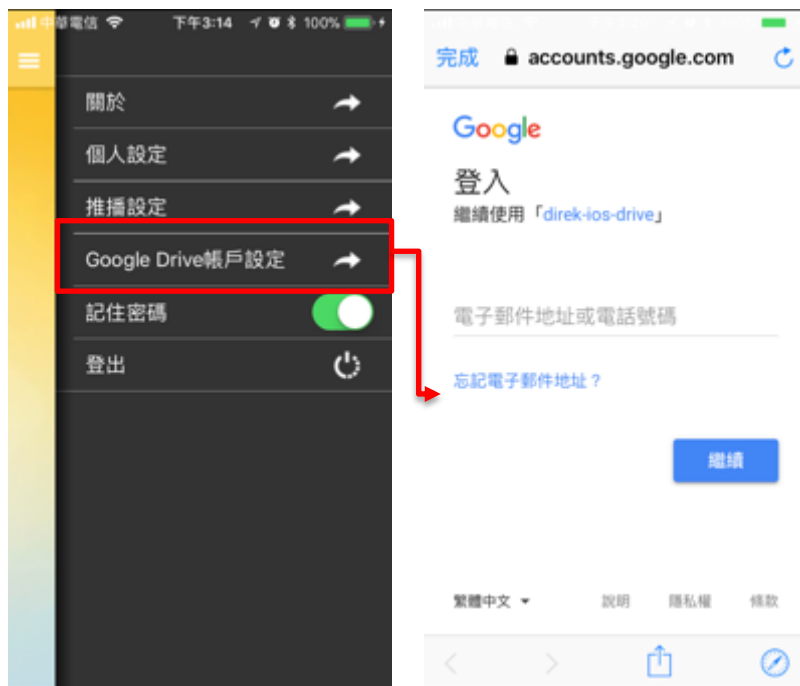 中華電信 下午3:14 100%
關於
個人設定
推播設定
Google Drive帳戶設定
記住密碼
登出
完成 accounts.google.com
Google
登入
繼續使用「direk-ios-drive」
電子郵件地址或電話號碼
忘記電子郵件地址？
繼續
繁體中文 說明 隱私權 條款